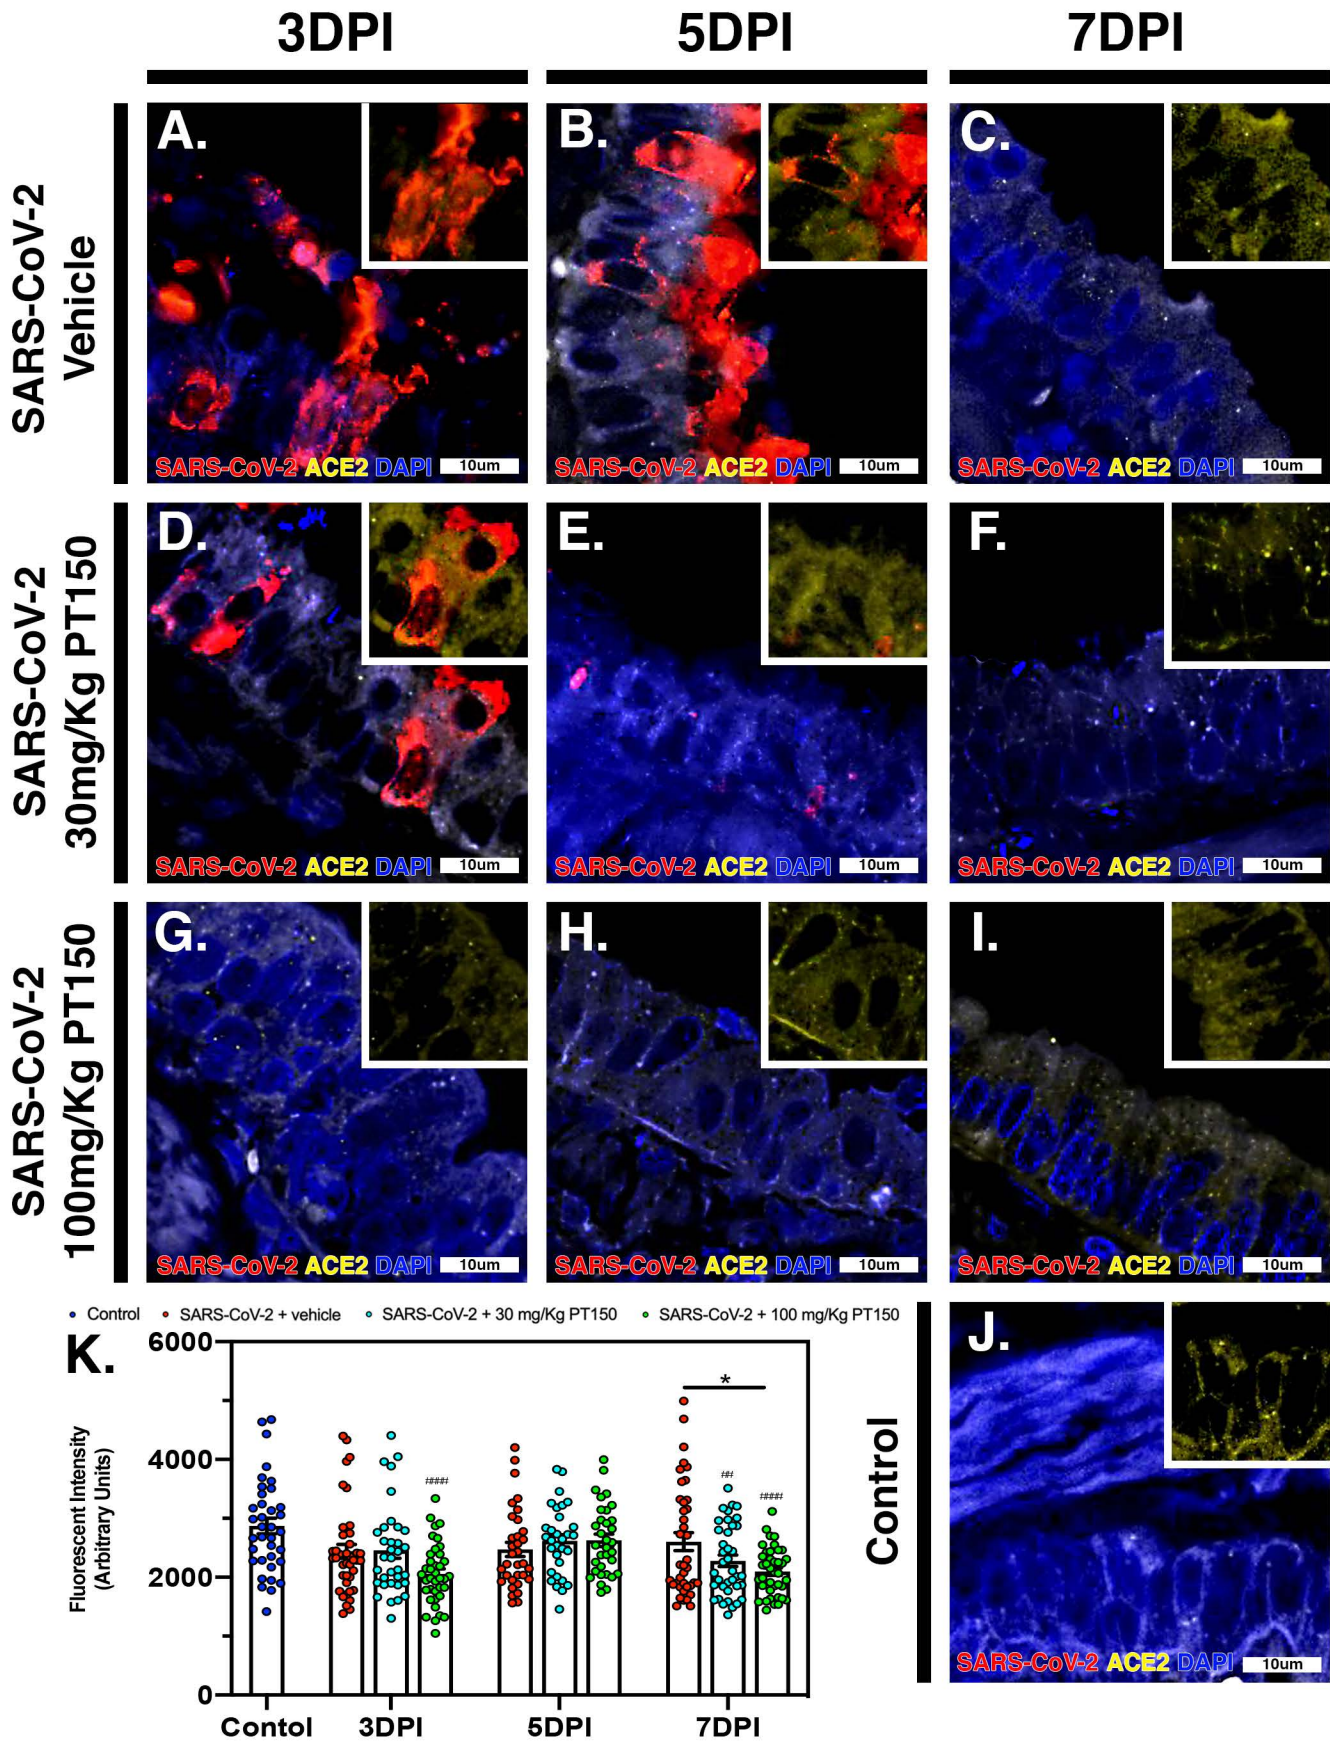 3DPI 5DPI 7DPI
SARS-CoV-2
Vehicle
A.
SARS-CoV-2 ACE2 DAPI 10um
B.
SARS-CoV-2 ACE2 DAPI 10um
C.
SARS-CoV-2 ACE2 DAPI 10um
SARS-CoV-2
30mg/Kg PT150
D.
SARS-CoV-2 ACE2 DAPI 10um
E.
SARS-CoV-2 ACE2 DAPI 10um
F.
SARS-CoV-2 ACE2 DAPI 10um
SARS-CoV-2
100mg/Kg PT150
G.
SARS-CoV-2 ACE2 DAPI 10um
H.
SARS-CoV-2 ACE2 DAPI 10um
I.
SARS-CoV-2 ACE2 DAPI 10um
Control SARS-CoV-2 + vehicle SARS-CoV-2 + 30 mg/Kg PT150 SARS-CoV-2 + 100 mg/Kg PT150
K.
Fluorescent Intensity
(Arbitrary Units)
6000
4000
2000
0
####
*
##
####
Contol 3DPI 5DPI 7DPI
Control
J.
SARS-CoV-2 ACE2 DAPI 10um